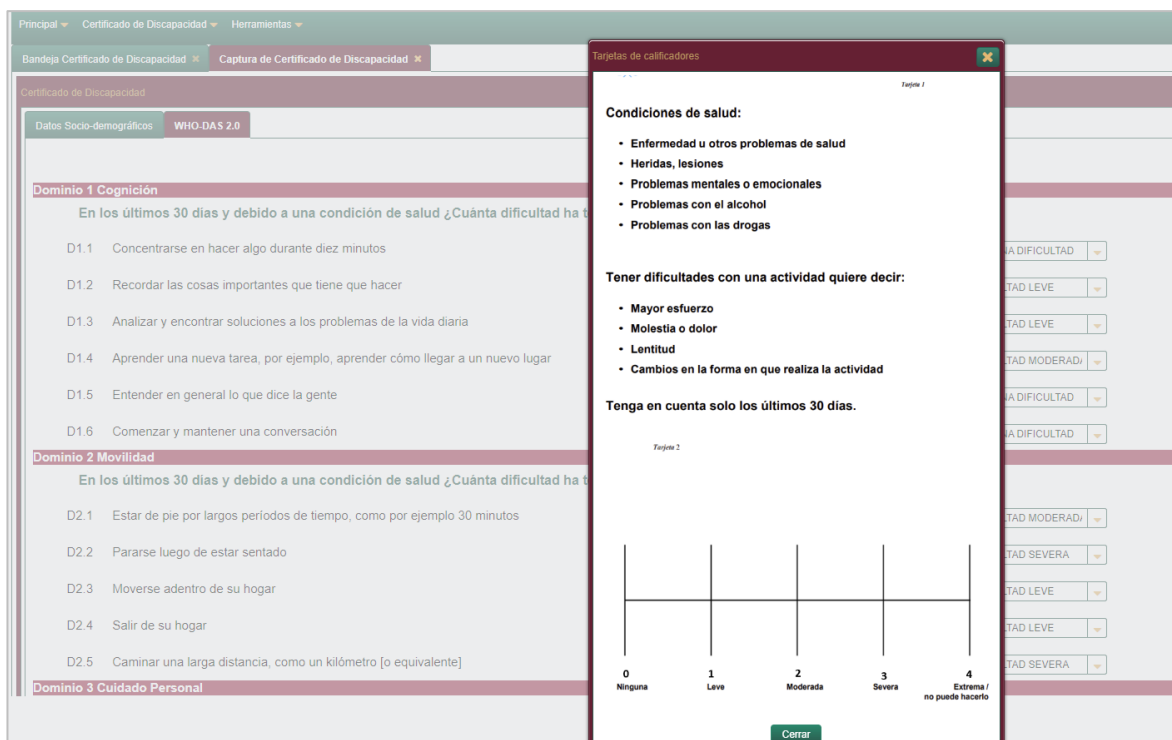 Principal Certificado de Discapacidad Herramientas
Bandeja Certificado de Discapacidad Captura de Certificado de Discapacidad
Certificado de Discapacidad
Datos Socio-demográficos WHO-DAS 2.0
Dominio 1 Cognición
En los últimos 30 días y debido a una condición de salud ¿Cuánta dificultad ha t
D1.1 Concentrarse en hacer algo durante diez minutos NA DIFICULTAD
D1.2 Recordar las cosas importantes que tiene que hacer TAD LEVE
D1.3 Analizar y encontrar soluciones a los problemas de la vida diaria TAD LEVE
D1.4 Aprender una nueva tarea, por ejemplo, aprender cómo llegar a un nuevo lugar TAD MODERADA
D1.5 Entender en general lo que dice la gente NA DIFICULTAD
D1.6 Comenzar y mantener una conversación NA DIFICULTAD
Dominio 2 Movilidad
En los últimos 30 días y debido a una condición de salud ¿Cuánta dificultad ha t
D2.1 Estar de pie por largos períodos de tiempo, como por ejemplo 30 minutos TAD MODERADA
D2.2 Pararse luego de estar sentado TAD SEVERA
D2.3 Moverse adentro de su hogar TAD LEVE
D2.4 Salir de su hogar TAD LEVE
D2.5 Caminar una larga distancia, como un kilómetro [o equivalente] TAD SEVERA
Dominio 3 Cuidado Personal
Tarjetas de calificadores
Tarjeta 1
Condiciones de salud:
• Enfermedad u otros problemas de salud
• Heridas, lesiones
• Problemas mentales o emocionales
• Problemas con el alcohol
• Problemas con las drogas
Tener dificultades con una actividad quiere decir:
• Mayor esfuerzo
• Molestia o dolor
• Lentitud
• Cambios en la forma en que realiza la actividad
Tenga en cuenta solo los últimos 30 días.
Tarjeta 2
0 1 2 3 4
Ninguna Leve Moderada Severa Extrema /
no puede hacerlo
Cerrar